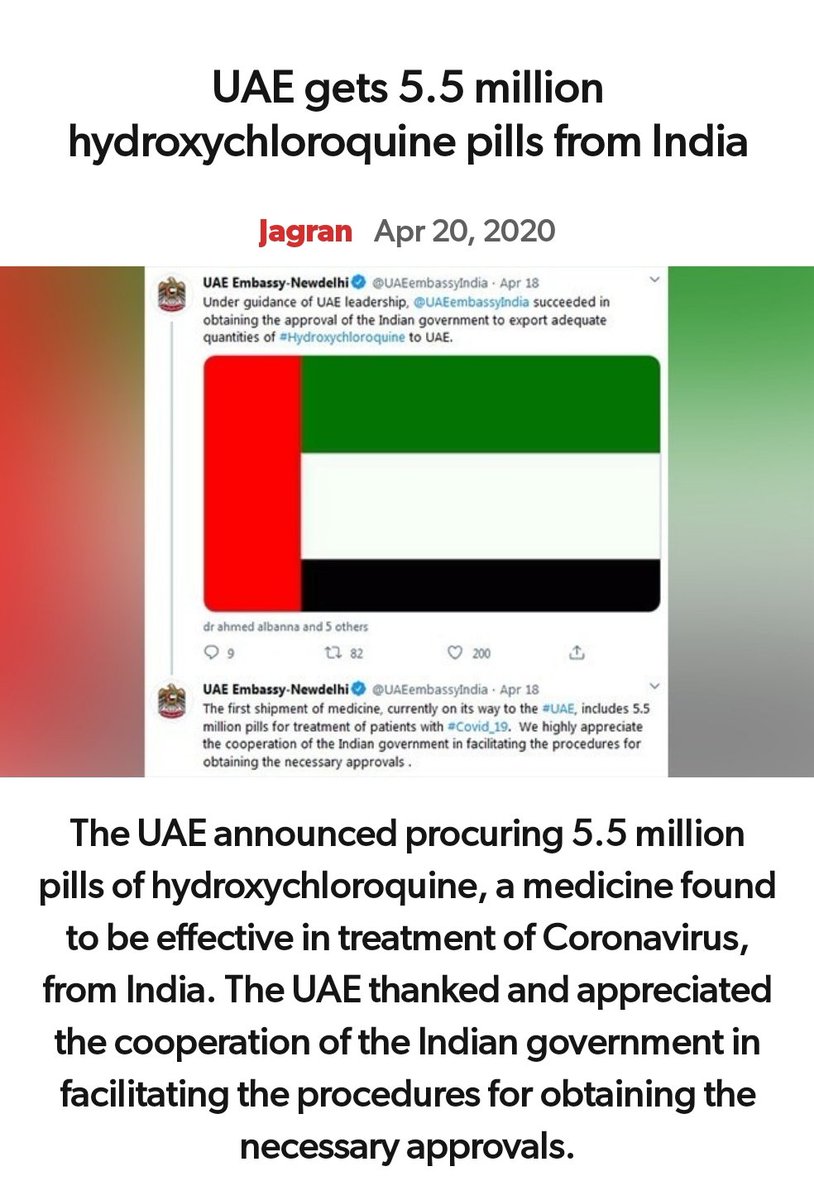 UAE gets 5.5 million
hydroxychloroquine pills from India
Jagran Apr 20, 2020
UAE Embassy-Newdelhi @UAEembassyIndia · Apr 18
Under guidance of UAE leadership, @UAEembassyIndia succeeded in
obtaining the approval of the Indian government to export adequate
quantities of #Hydroxychloroquine to UAE.
dr ahmed albanna and 5 others
9 82 200
UAE Embassy-Newdelhi @UAEembassyIndia · Apr 18
The first shipment of medicine, currently on its way to the #UAE, includes 5.5
million pills for treatment of patients with #Covid_19. We highly appreciate
the cooperation of the Indian government in facilitating the procedures for
obtaining the necessary approvals .
The UAE announced procuring 5.5 million
pills of hydroxychloroquine, a medicine found
to be effective in treatment of Coronavirus,
from India. The UAE thanked and appreciated
the cooperation of the Indian government in
facilitating the procedures for obtaining the
necessary approvals.